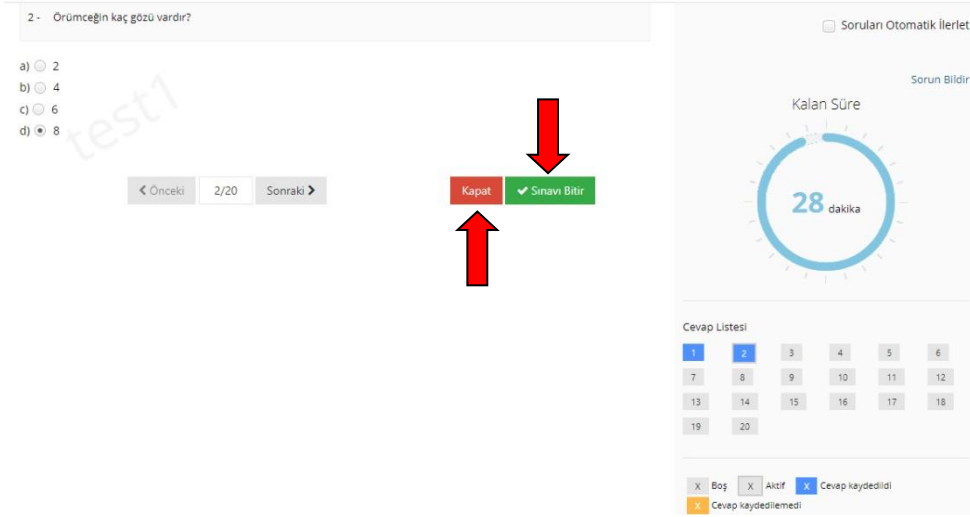 2 - Örümceğin kaç gözü vardır?
a) 2
b) 4
c) 6
d) 8
test1
Önceki 2/20 Sonraki
Kapat Sınavı Bitir
Soruları Otomatik İlerlet
Sorun Bildir
Kalan Süre
28 dakika
Cevap Listesi
1 2 3 4 5 6
7 8 9 10 11 12
13 14 15 16 17 18
19 20
X Boş X Aktif X Cevap kaydedildi
X Cevap kaydedilemedi